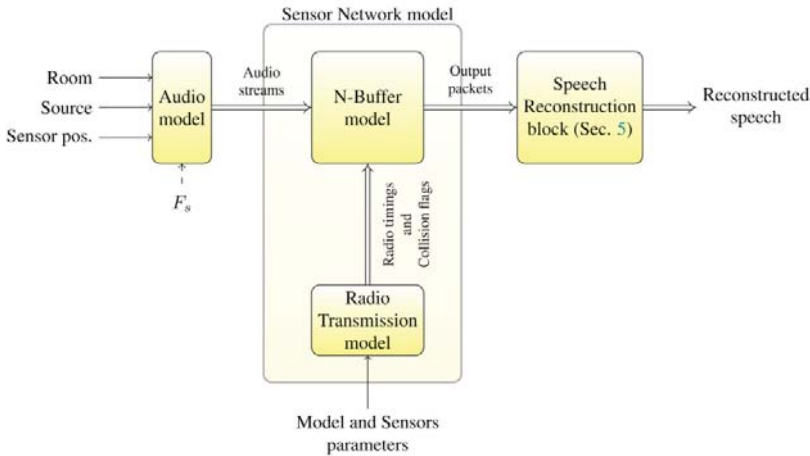 Sensor Network model
Room
Source
Sensor pos.
Audio
model
F_s
Audio
streams
N-Buffer
model
Output
packets
Speech
Reconstruction
block (Sec. 5)
Reconstructed
speech
Radio timings
and
Collision flags
Radio
Transmission
model
Model and Sensors
parameters